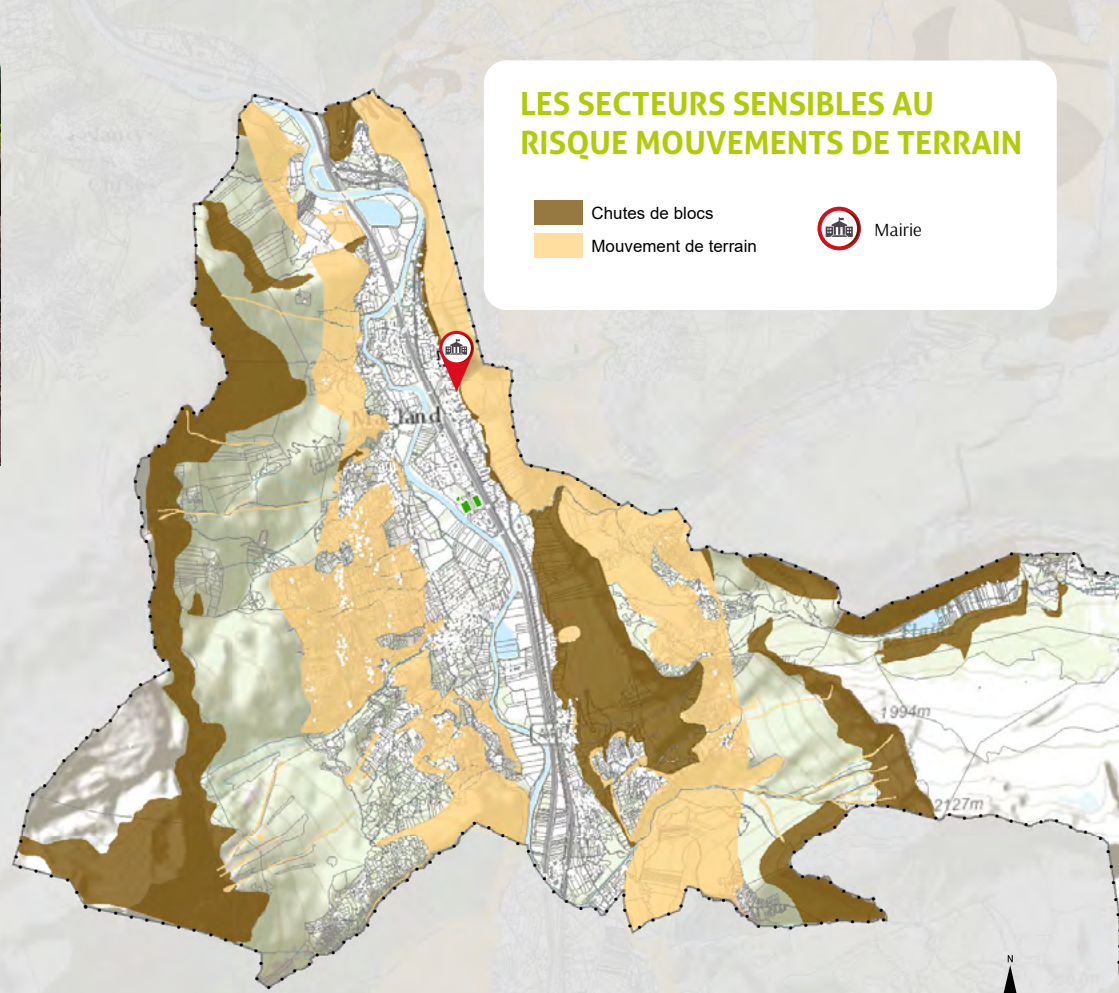 LES SECTEURS SENSIBLES AU
RISQUE MOUVEMENTS DE TERRAIN
Chutes de blocs
Mouvement de terrain
Mairie
1994m
2127m
N